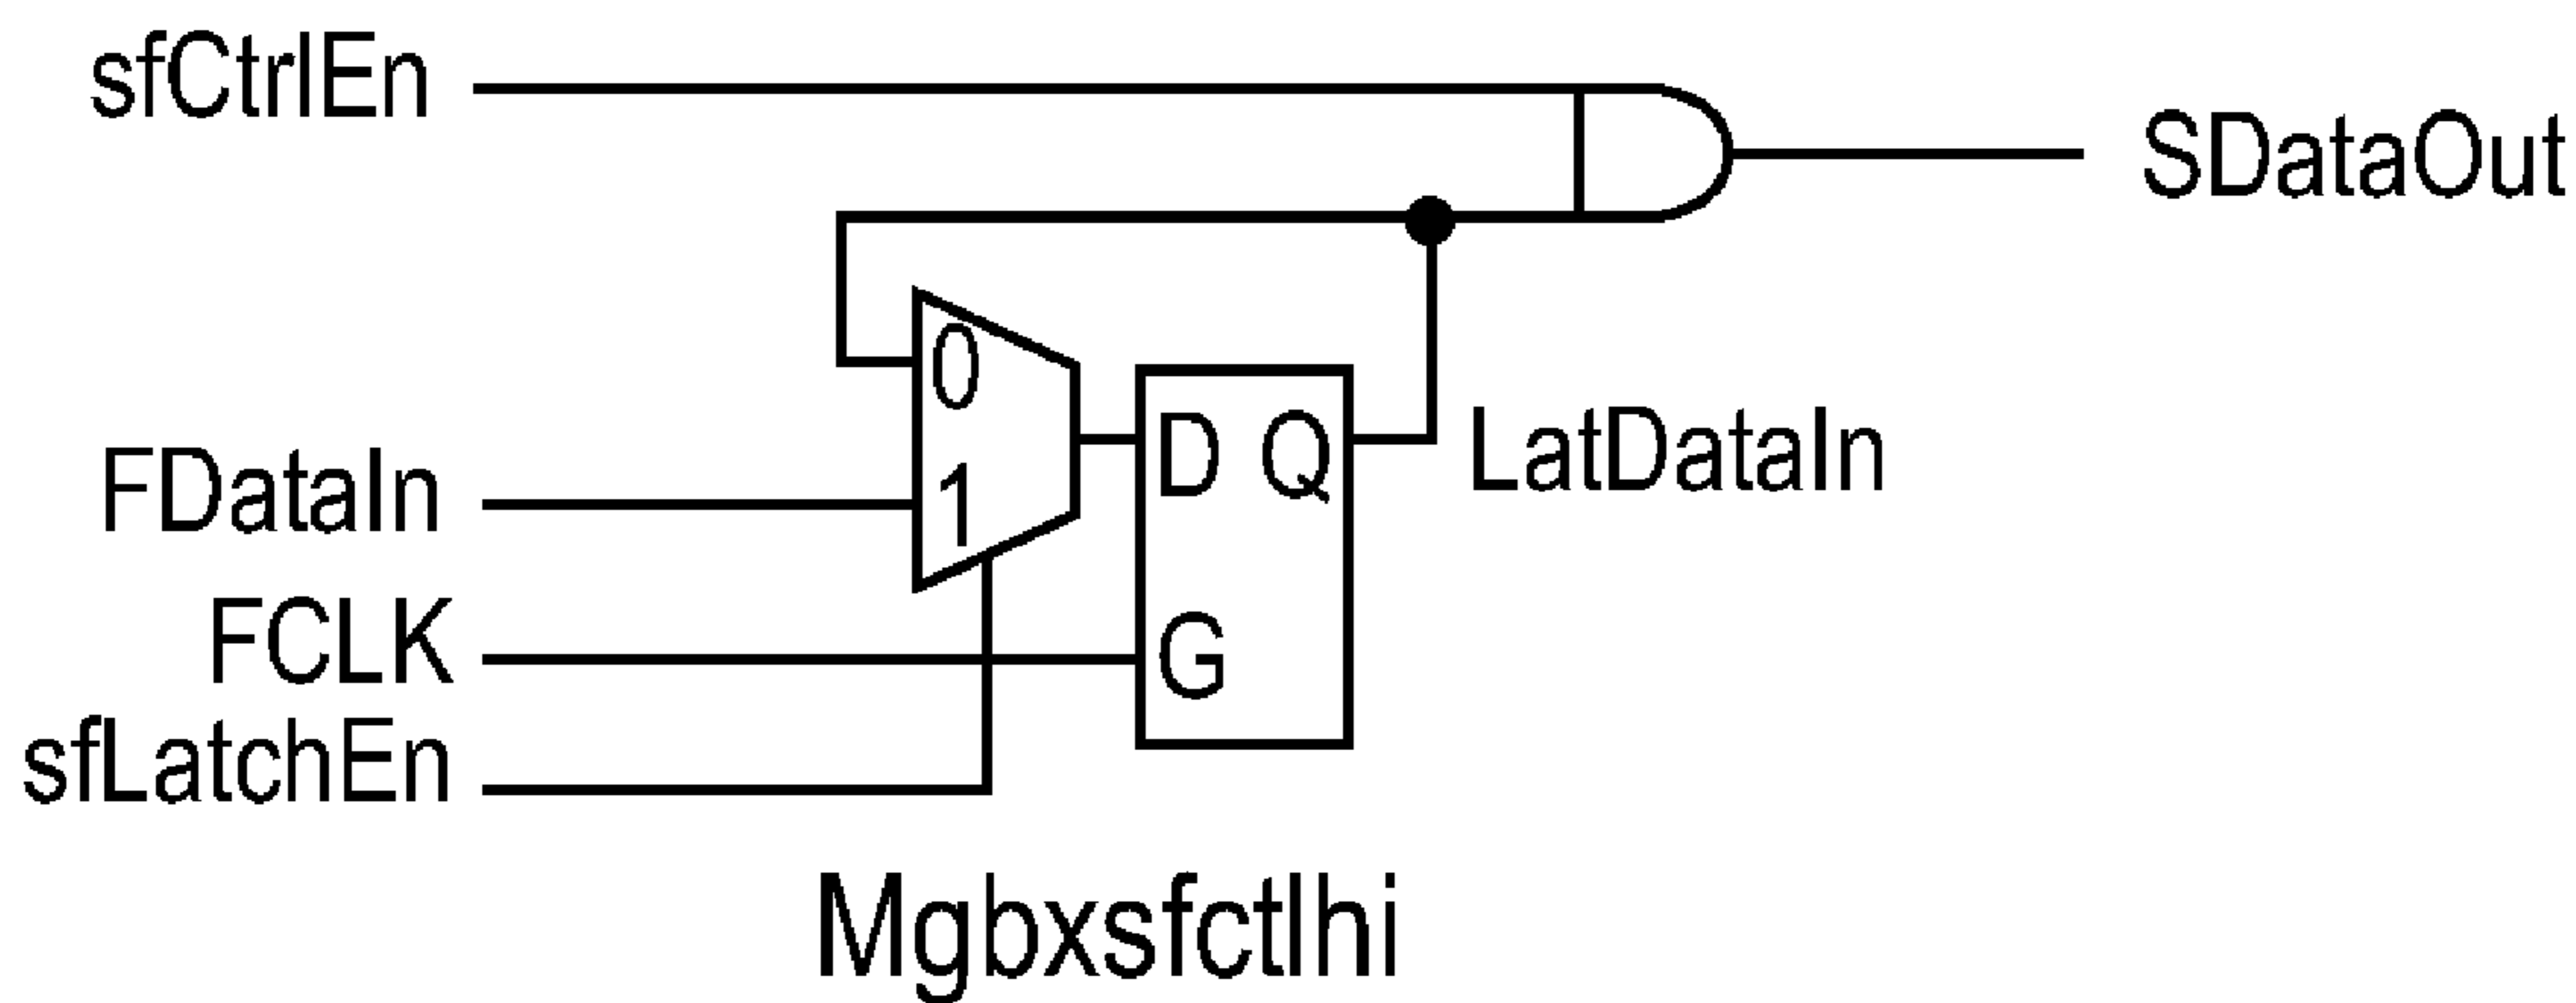 sfCtrlEn
SDataOut
0
FDataIn
1
D Q
LatDataIn
FCLK
G
sfLatchEn
Mgbxsfctlhi